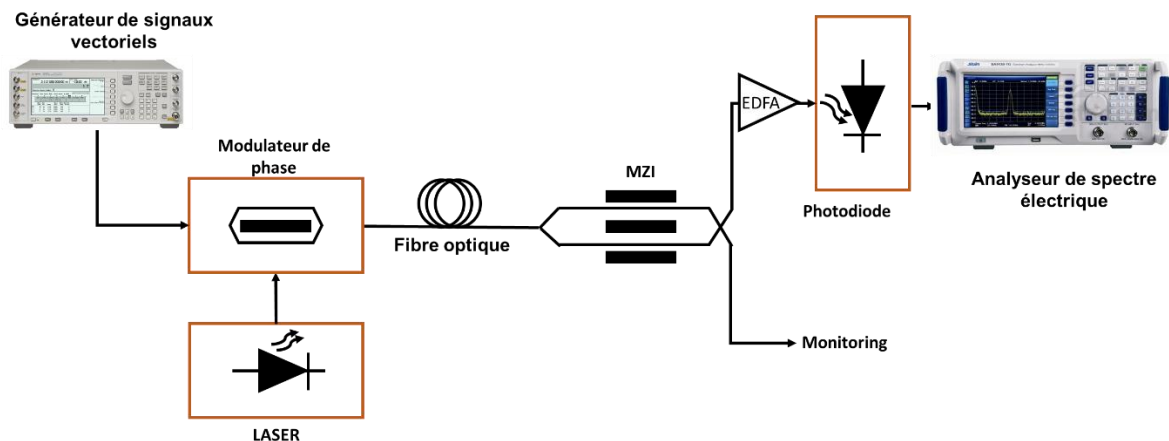 Générateur de signaux
vectoriels
Modulateur de
phase
Fibre optique
MZI
EDFA
Photodiode
Analyseur de spectre
électrique
Monitoring
LASER